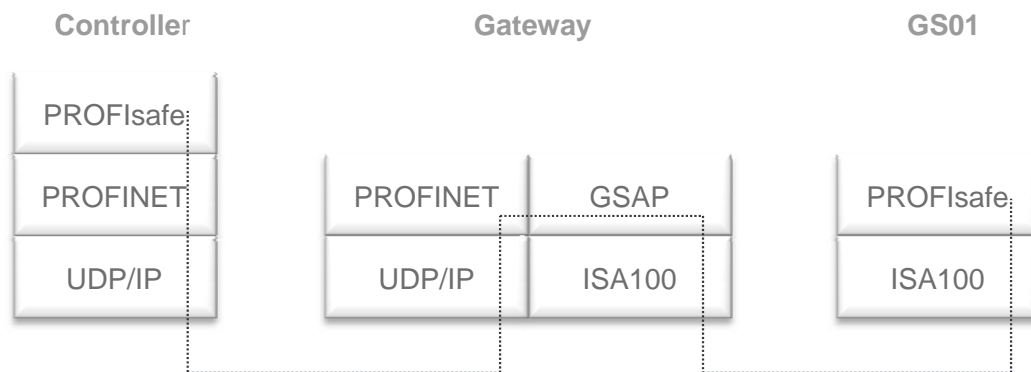 Controller Gateway GS01
PROFIsafe
PROFINET PROFINET GSAP PROFIsafe
UDP/IP UDP/IP ISA100 ISA100